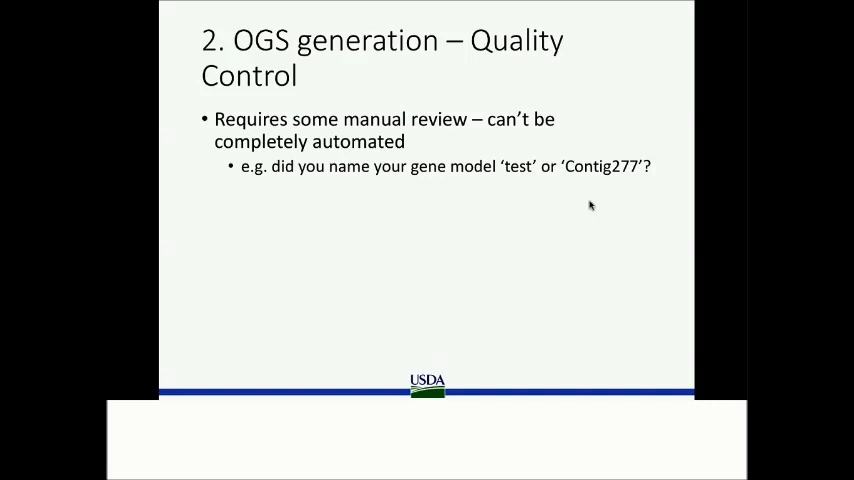 2. OGS generation – Quality
Control
• Requires some manual review – can't be
completely automated
• e.g. did you name your gene model 'test' or 'Contig277'?
USDA